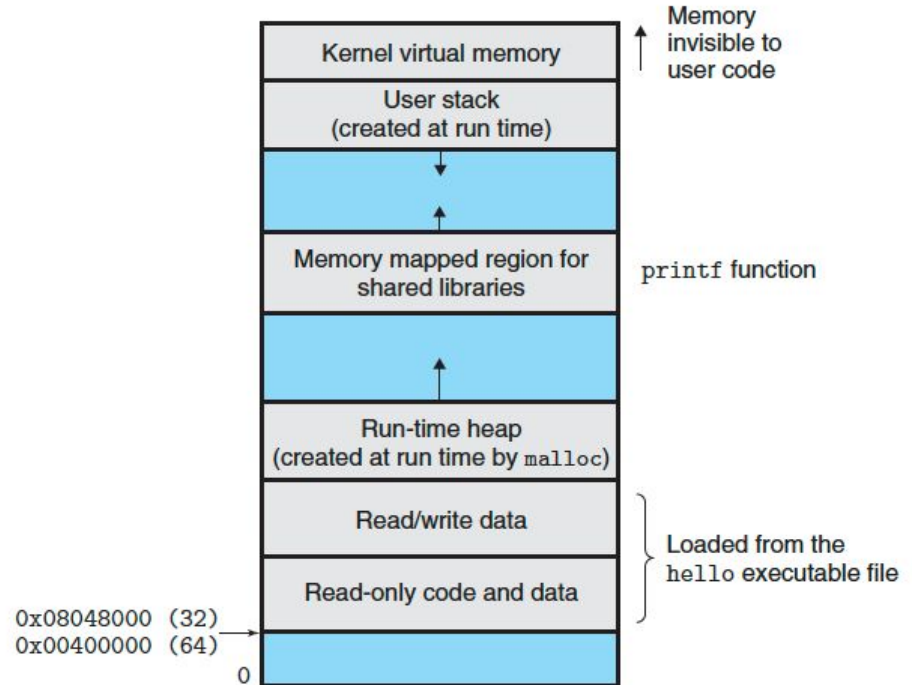 Kernel virtual memory
Memory
invisible to
user code
User stack
(created at run time)
Memory mapped region for
shared libraries
printf function
Run-time heap
(created at run time by malloc)
Read/write data
Loaded from the
hello executable file
Read-only code and data
0x08048000 (32)
0x00400000 (64)
0